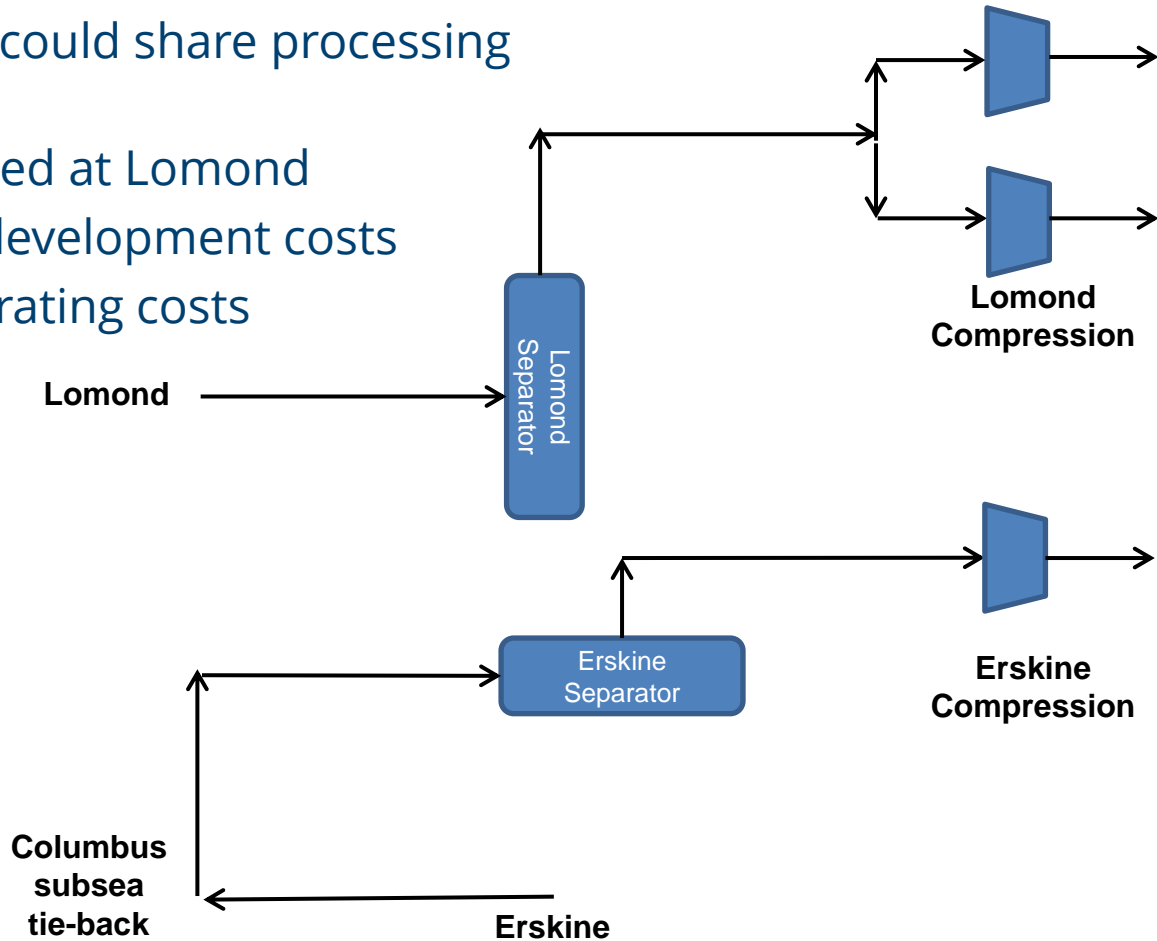 could share processing
ed at Lomond
development costs
rating costs
Lomond
Lomond
Separator
Lomond
Compression
Erskine
Separator
Erskine
Compression
Columbus
subsea
tie-back
Erskine